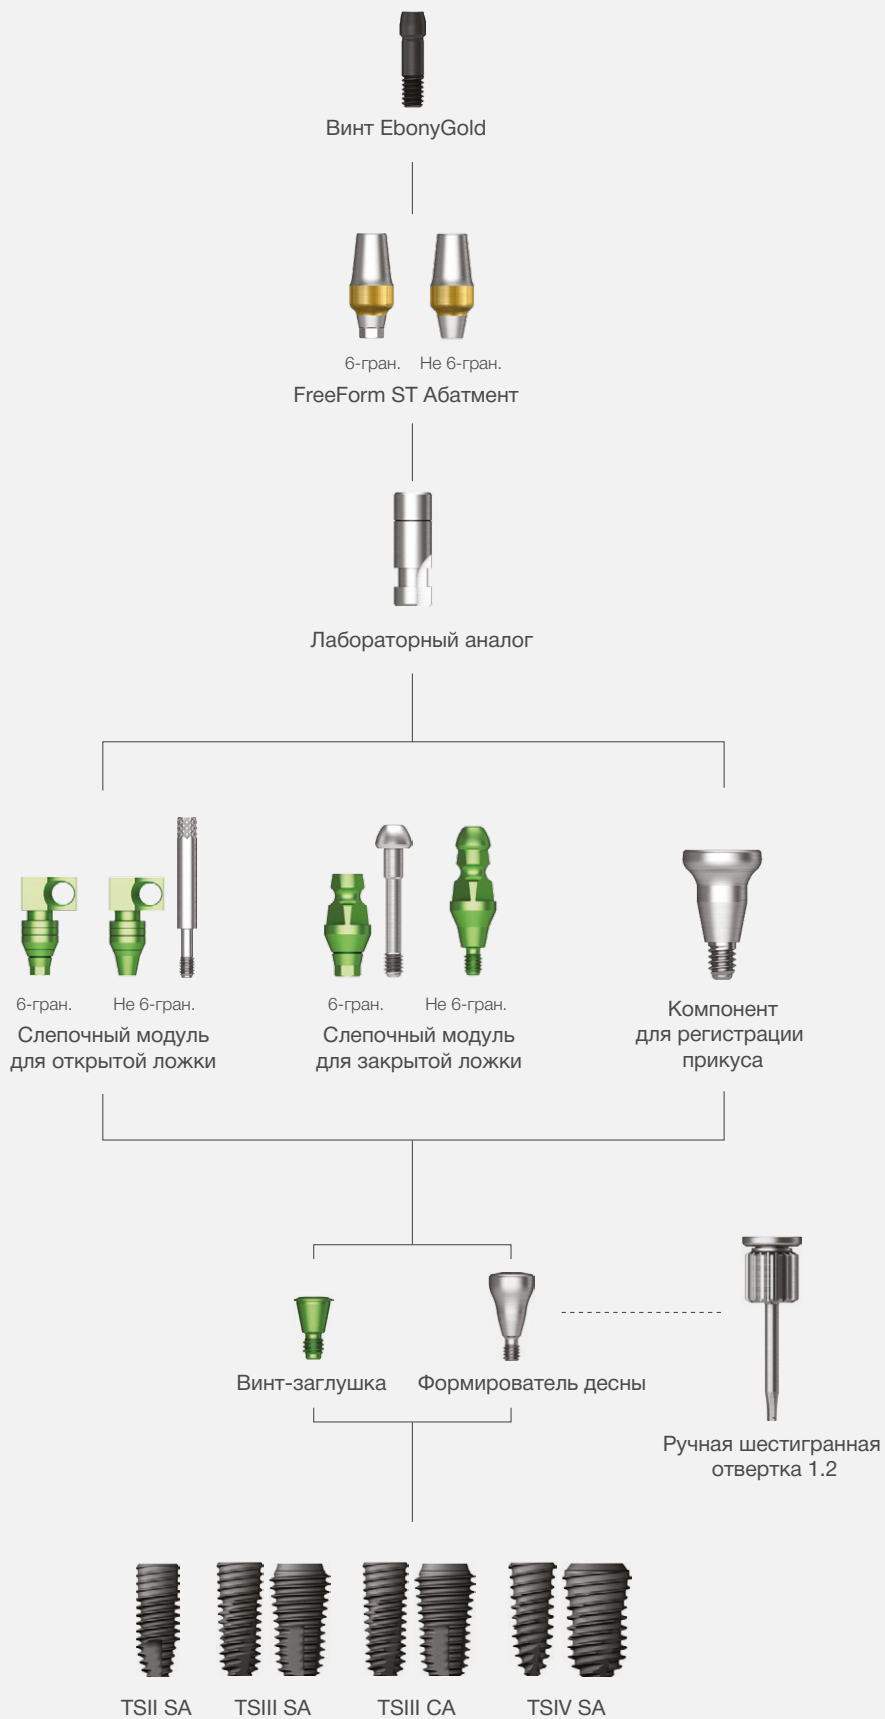 Винт EbonyGold
6-гран.
Не 6-гран.
FreeForm ST Абатмент
Лабораторный аналог
6-гран.
Не 6-гран.
Слепочный модуль
для открытой ложки
6-гран.
Не 6-гран.
Слепочный модуль
для закрытой ложки
Компонент
для регистрации
прикуса
Винт-заглушка
Формирователь десны
Ручная шестигранная
отвертка 1.2
TSII SA
TSIII SA
TSIII CA
TSIV SA